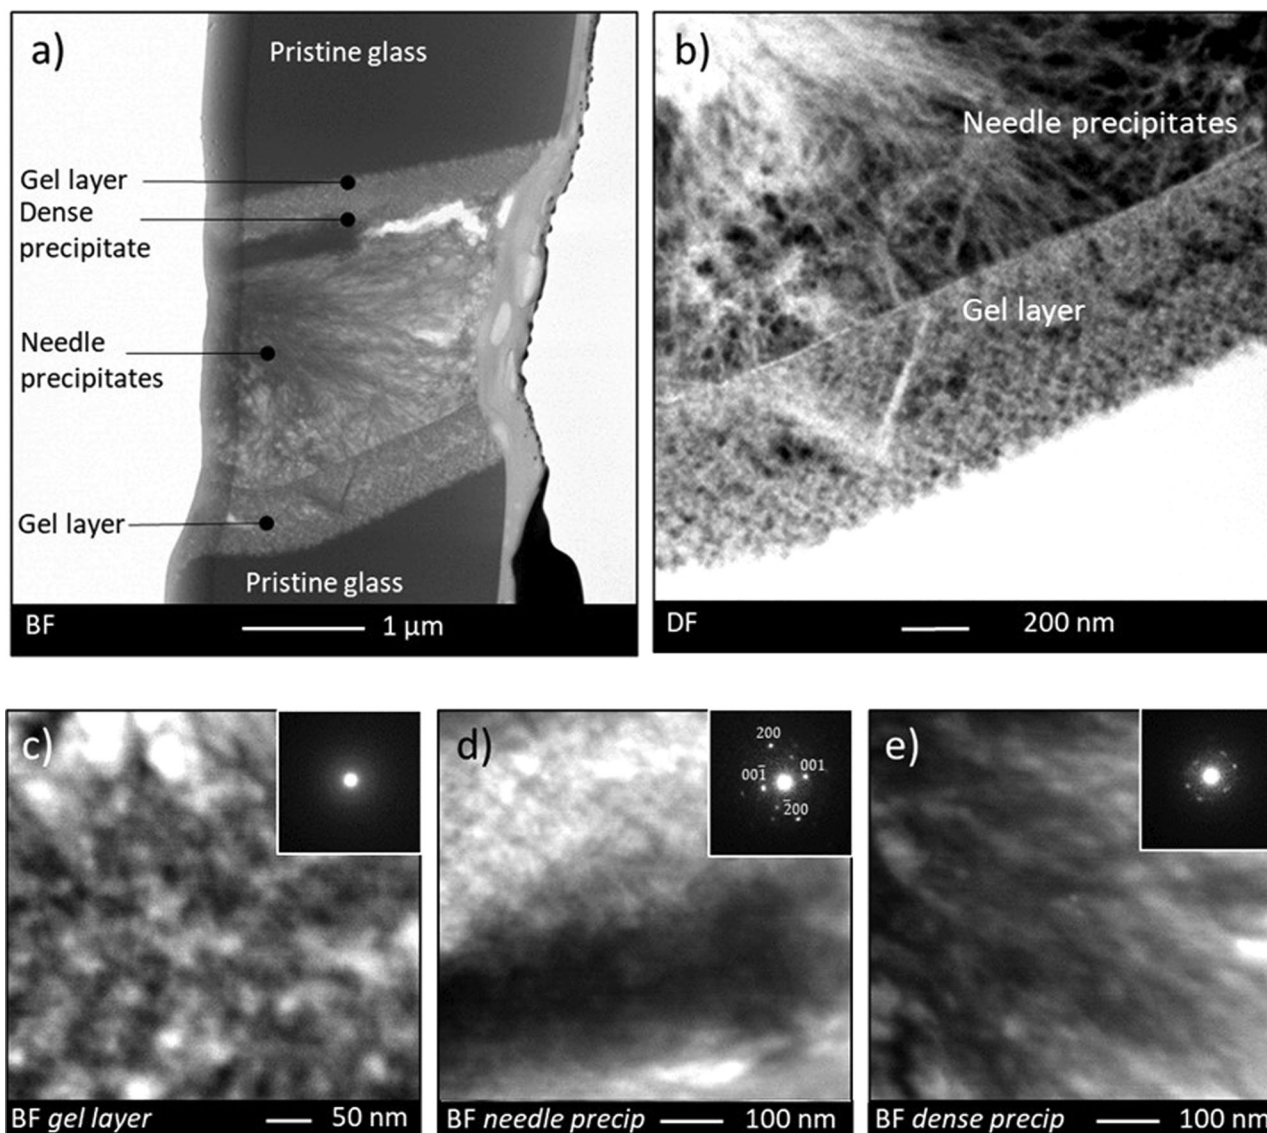 a)
Pristine glass
Gel layer
Dense
precipitate
Needle
precipitates
Gel layer
Pristine glass
BF
1 µm
b)
Needle precipitates
Gel layer
DF
200 nm
c)
BF gel layer
50 nm
d)
200
001̅
001
2̅00
BF needle precip
100 nm
e)
BF dense precip
100 nm